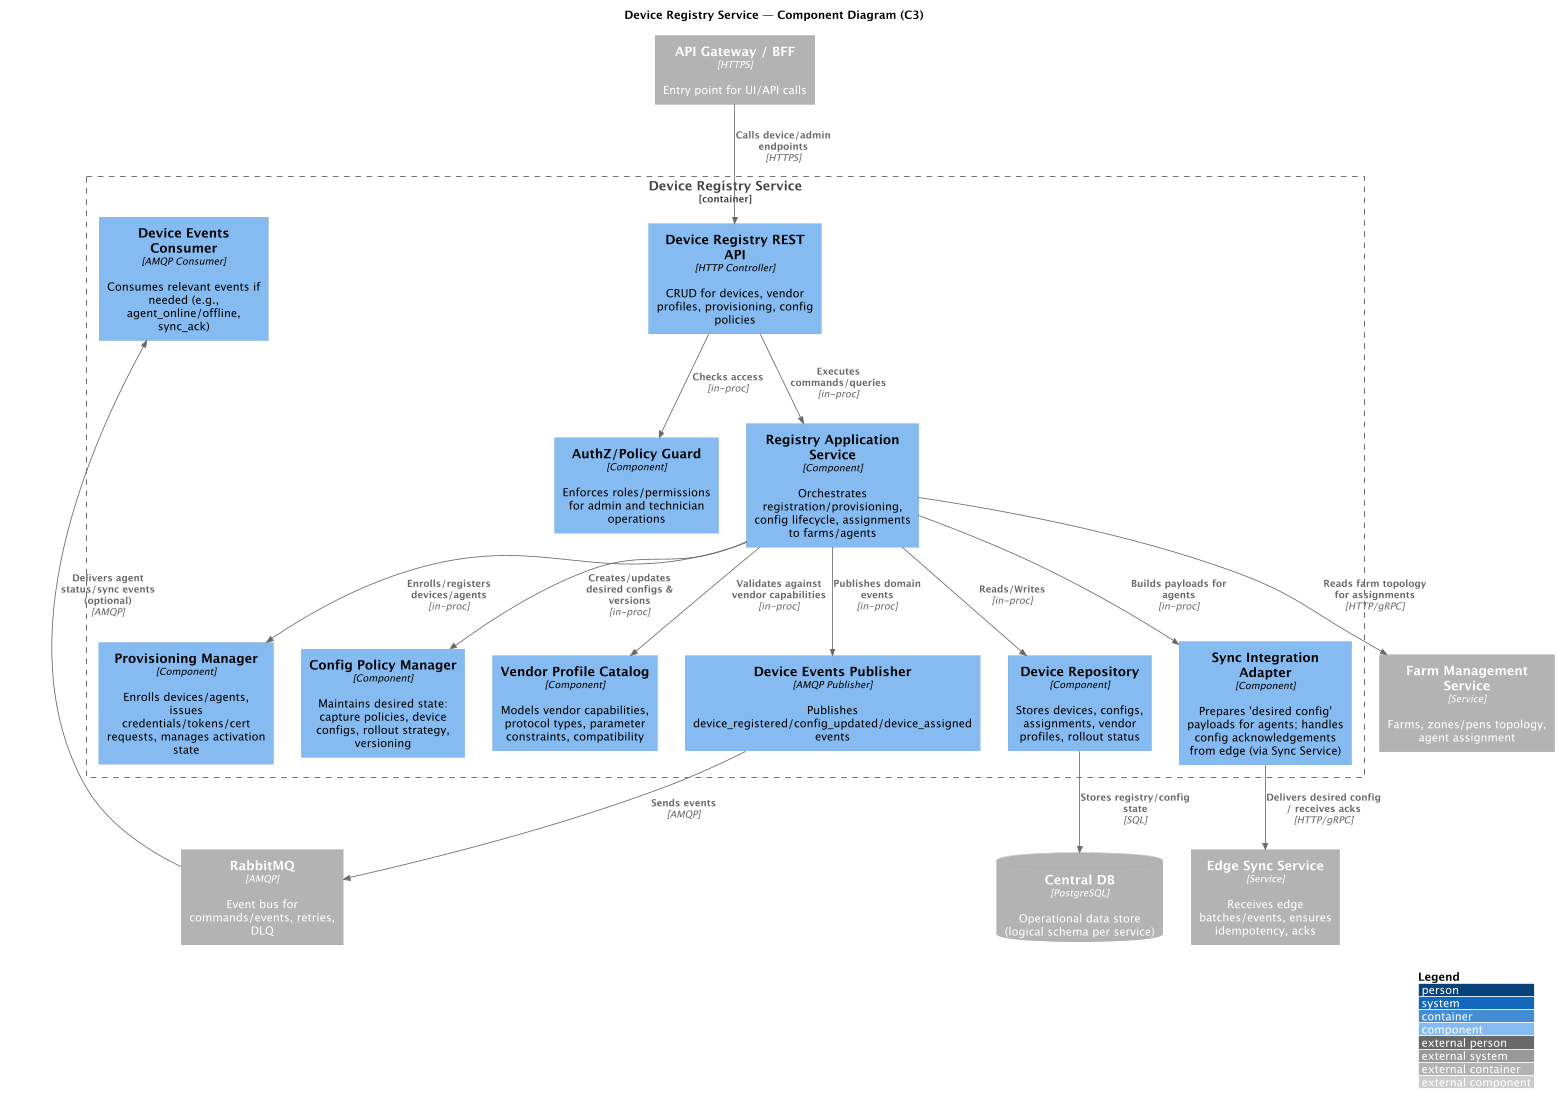 Device Registry Service — Component Diagram (C3)
API Gateway / BFF
[HTTPS]
Entry point for UI/API calls
Calls device/admin
endpoints
[HTTPS]
Device Registry Service
[container]
Device Events
Consumer
[AMQP Consumer]
Consumes relevant events if
needed (e.g.,
agent_online/offline,
sync_ack)
Device Registry REST
API
[HTTP Controller]
CRUD for devices, vendor
profiles, provisioning, config
policies
Checks access
[in-proc]
Executes
commands/queries
[in-proc]
AuthZ/Policy Guard
[Component]
Enforces roles/permissions
for admin and technician
operations
Registry Application
Service
[Component]
Orchestrates
registration/provisioning,
config lifecycle, assignments
to farms/agents
Delivers agent
status/sync events
(optional)
[AMQP]
Enrolls/registers
devices/agents
[in-proc]
Creates/updates
desired configs &
versions
[in-proc]
Validates against
vendor capabilities
[in-proc]
Publishes domain
events
[in-proc]
Reads/Writes
[in-proc]
Builds payloads for
agents
[in-proc]
Reads farm topology
for assignments
[HTTP/gRPC]
Provisioning Manager
[Component]
Enrolls devices/agents,
issues
credentials/tokens/cert
requests, manages activation
state
Config Policy Manager
[Component]
Maintains desired state:
capture policies, device
configs, rollout strategy,
versioning
Vendor Profile Catalog
[Component]
Models vendor capabilities,
protocol types, parameter
constraints, compatibility
Device Events Publisher
[AMQP Publisher]
Publishes
device_registered/config_updated/device_assigned
events
Device Repository
[Component]
Stores devices, configs,
assignments, vendor
profiles, rollout status
Sync Integration
Adapter
[Component]
Prepares 'desired config'
payloads for agents; handles
config acknowledgements
from edge (via Sync Service)
Farm Management
Service
[Service]
Farms, zones/pens topology,
agent assignment
Sends events
[AMQP]
Stores registry/config
state
[SQL]
Delivers desired config
/ receives acks
[HTTP/gRPC]
RabbitMQ
[AMQP]
Event bus for
commands/events, retries,
DLQ
Central DB
[PostgreSQL]
Operational data store
(logical schema per service)
Edge Sync Service
[Service]
Receives edge
batches/events, ensures
idempotency, acks
Legend
person
system
container
component
external person
external system
external container
external component